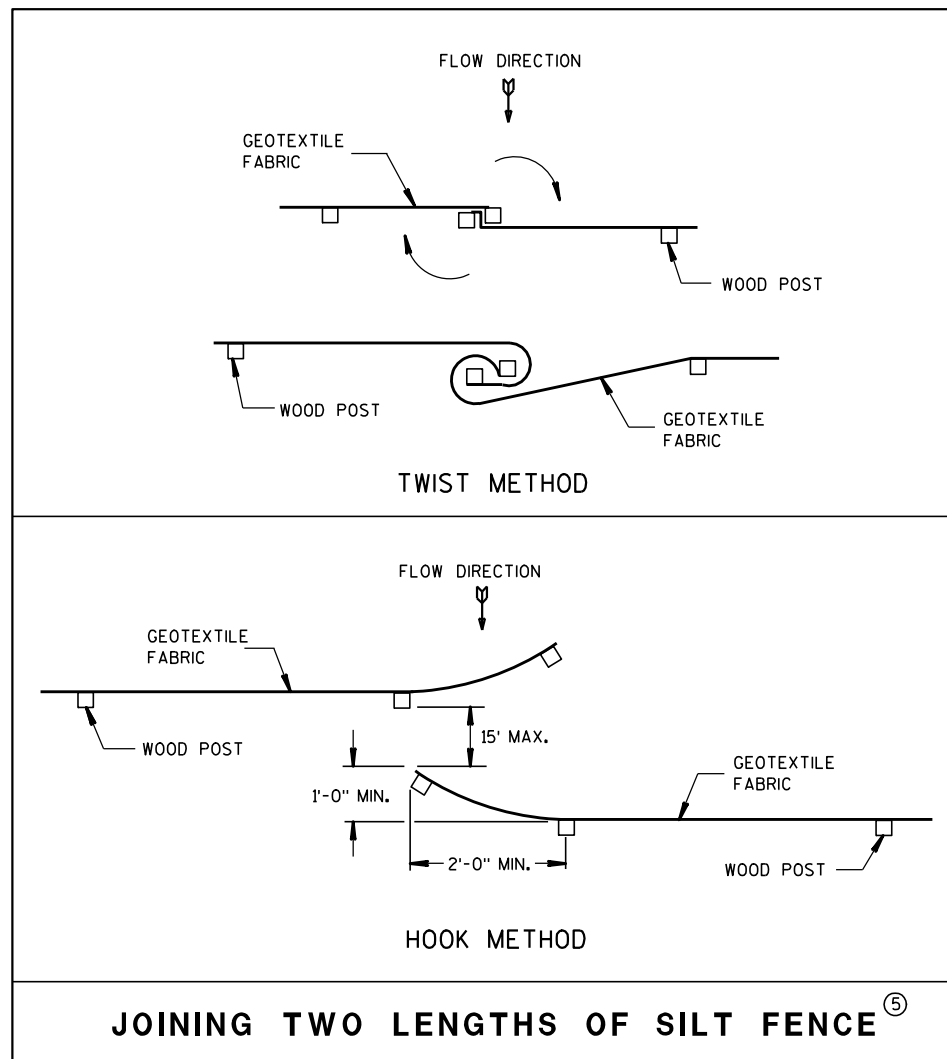 FLOW DIRECTION
GEOTEXTILE
FABRIC
WOOD POST
WOOD POST
GEOTEXTILE
FABRIC
TWIST METHOD
FLOW DIRECTION
GEOTEXTILE
FABRIC
WOOD POST
15' MAX.
GEOTEXTILE
FABRIC
1'-0" MIN.
2'-0" MIN.
WOOD POST
HOOK METHOD
JOINING TWO LENGTHS OF SILT FENCE ⑤